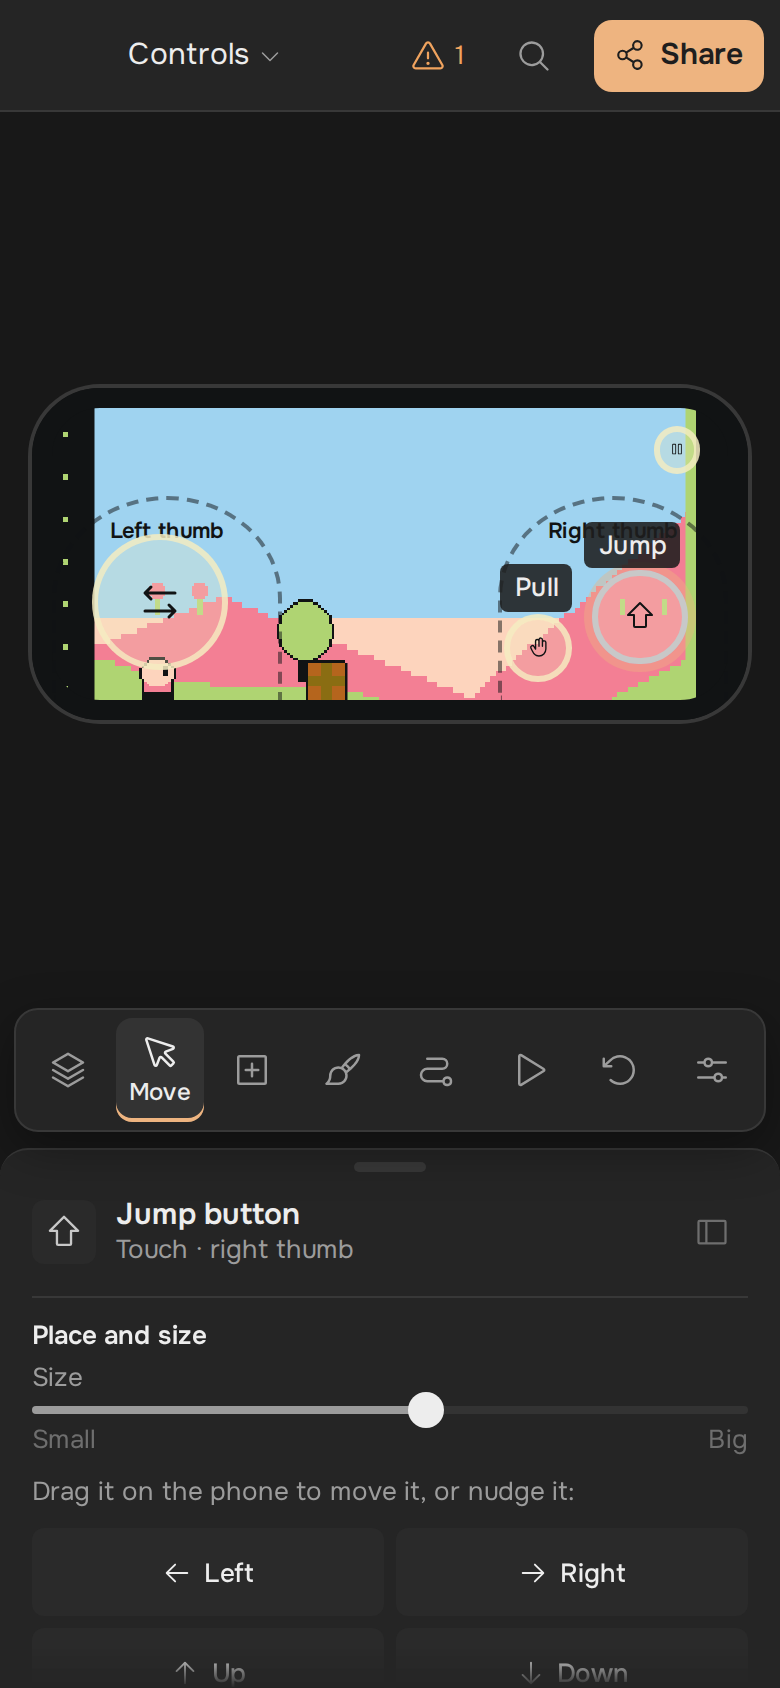 Controls
1
Share
Left thumb
Right thumb
Jump
Pull
Move
Jump button
Touch · right thumb
Place and size
Size
Small
Big
Drag it on the phone to move it, or nudge it:
Left
Right
Up
Down